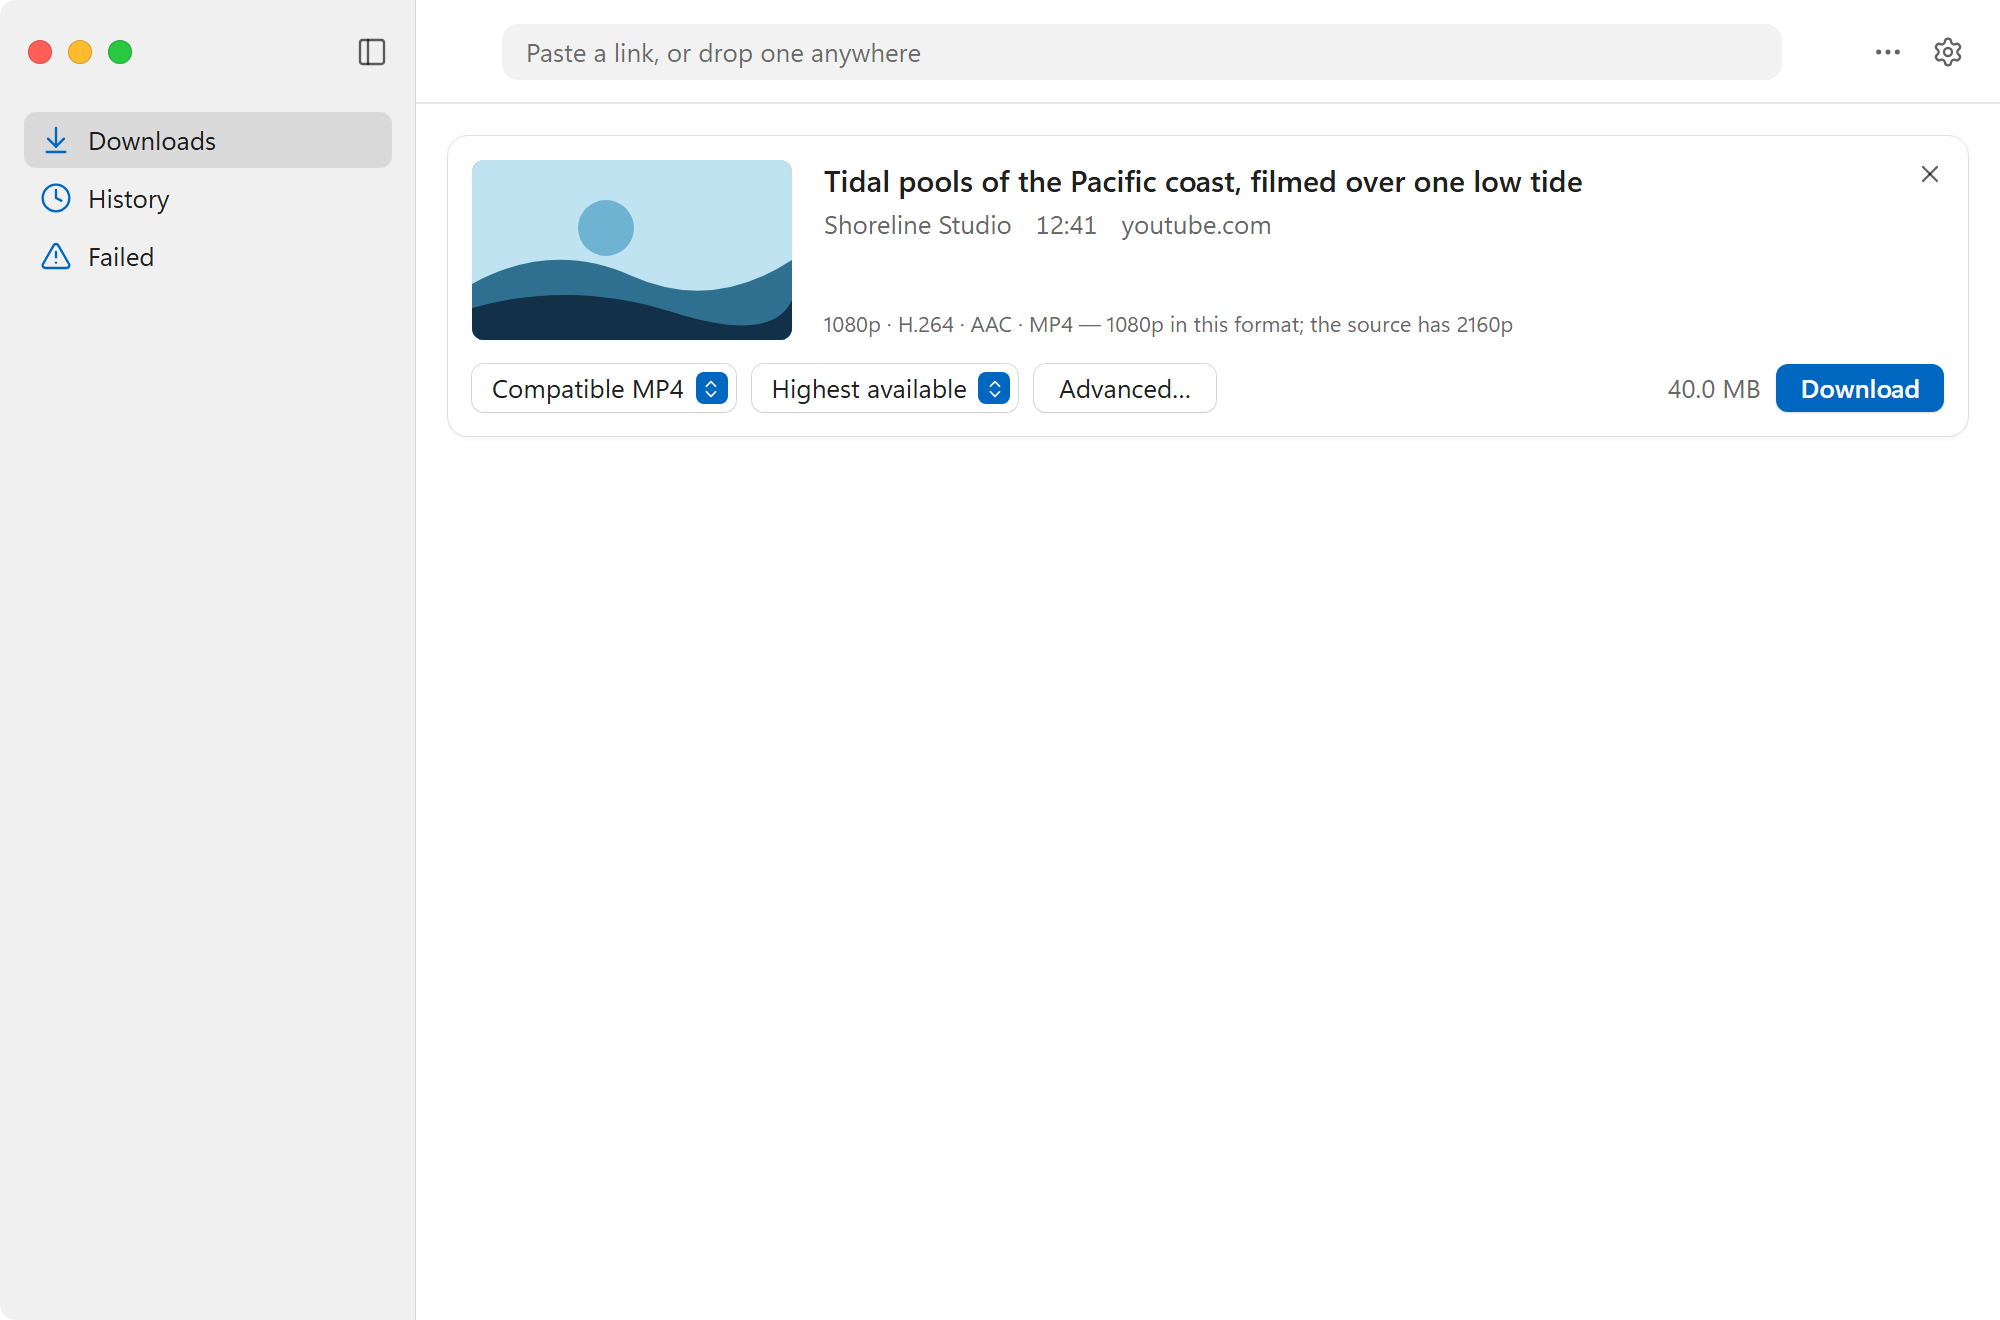 Paste a link, or drop one anywhere
Downloads
History
Failed
Tidal pools of the Pacific coast, filmed over one low tide
Shoreline Studio 12:41 youtube.com
1080p · H.264 · AAC · MP4 — 1080p in this format; the source has 2160p
Compatible MP4 Highest available Advanced... 40.0 MB Download